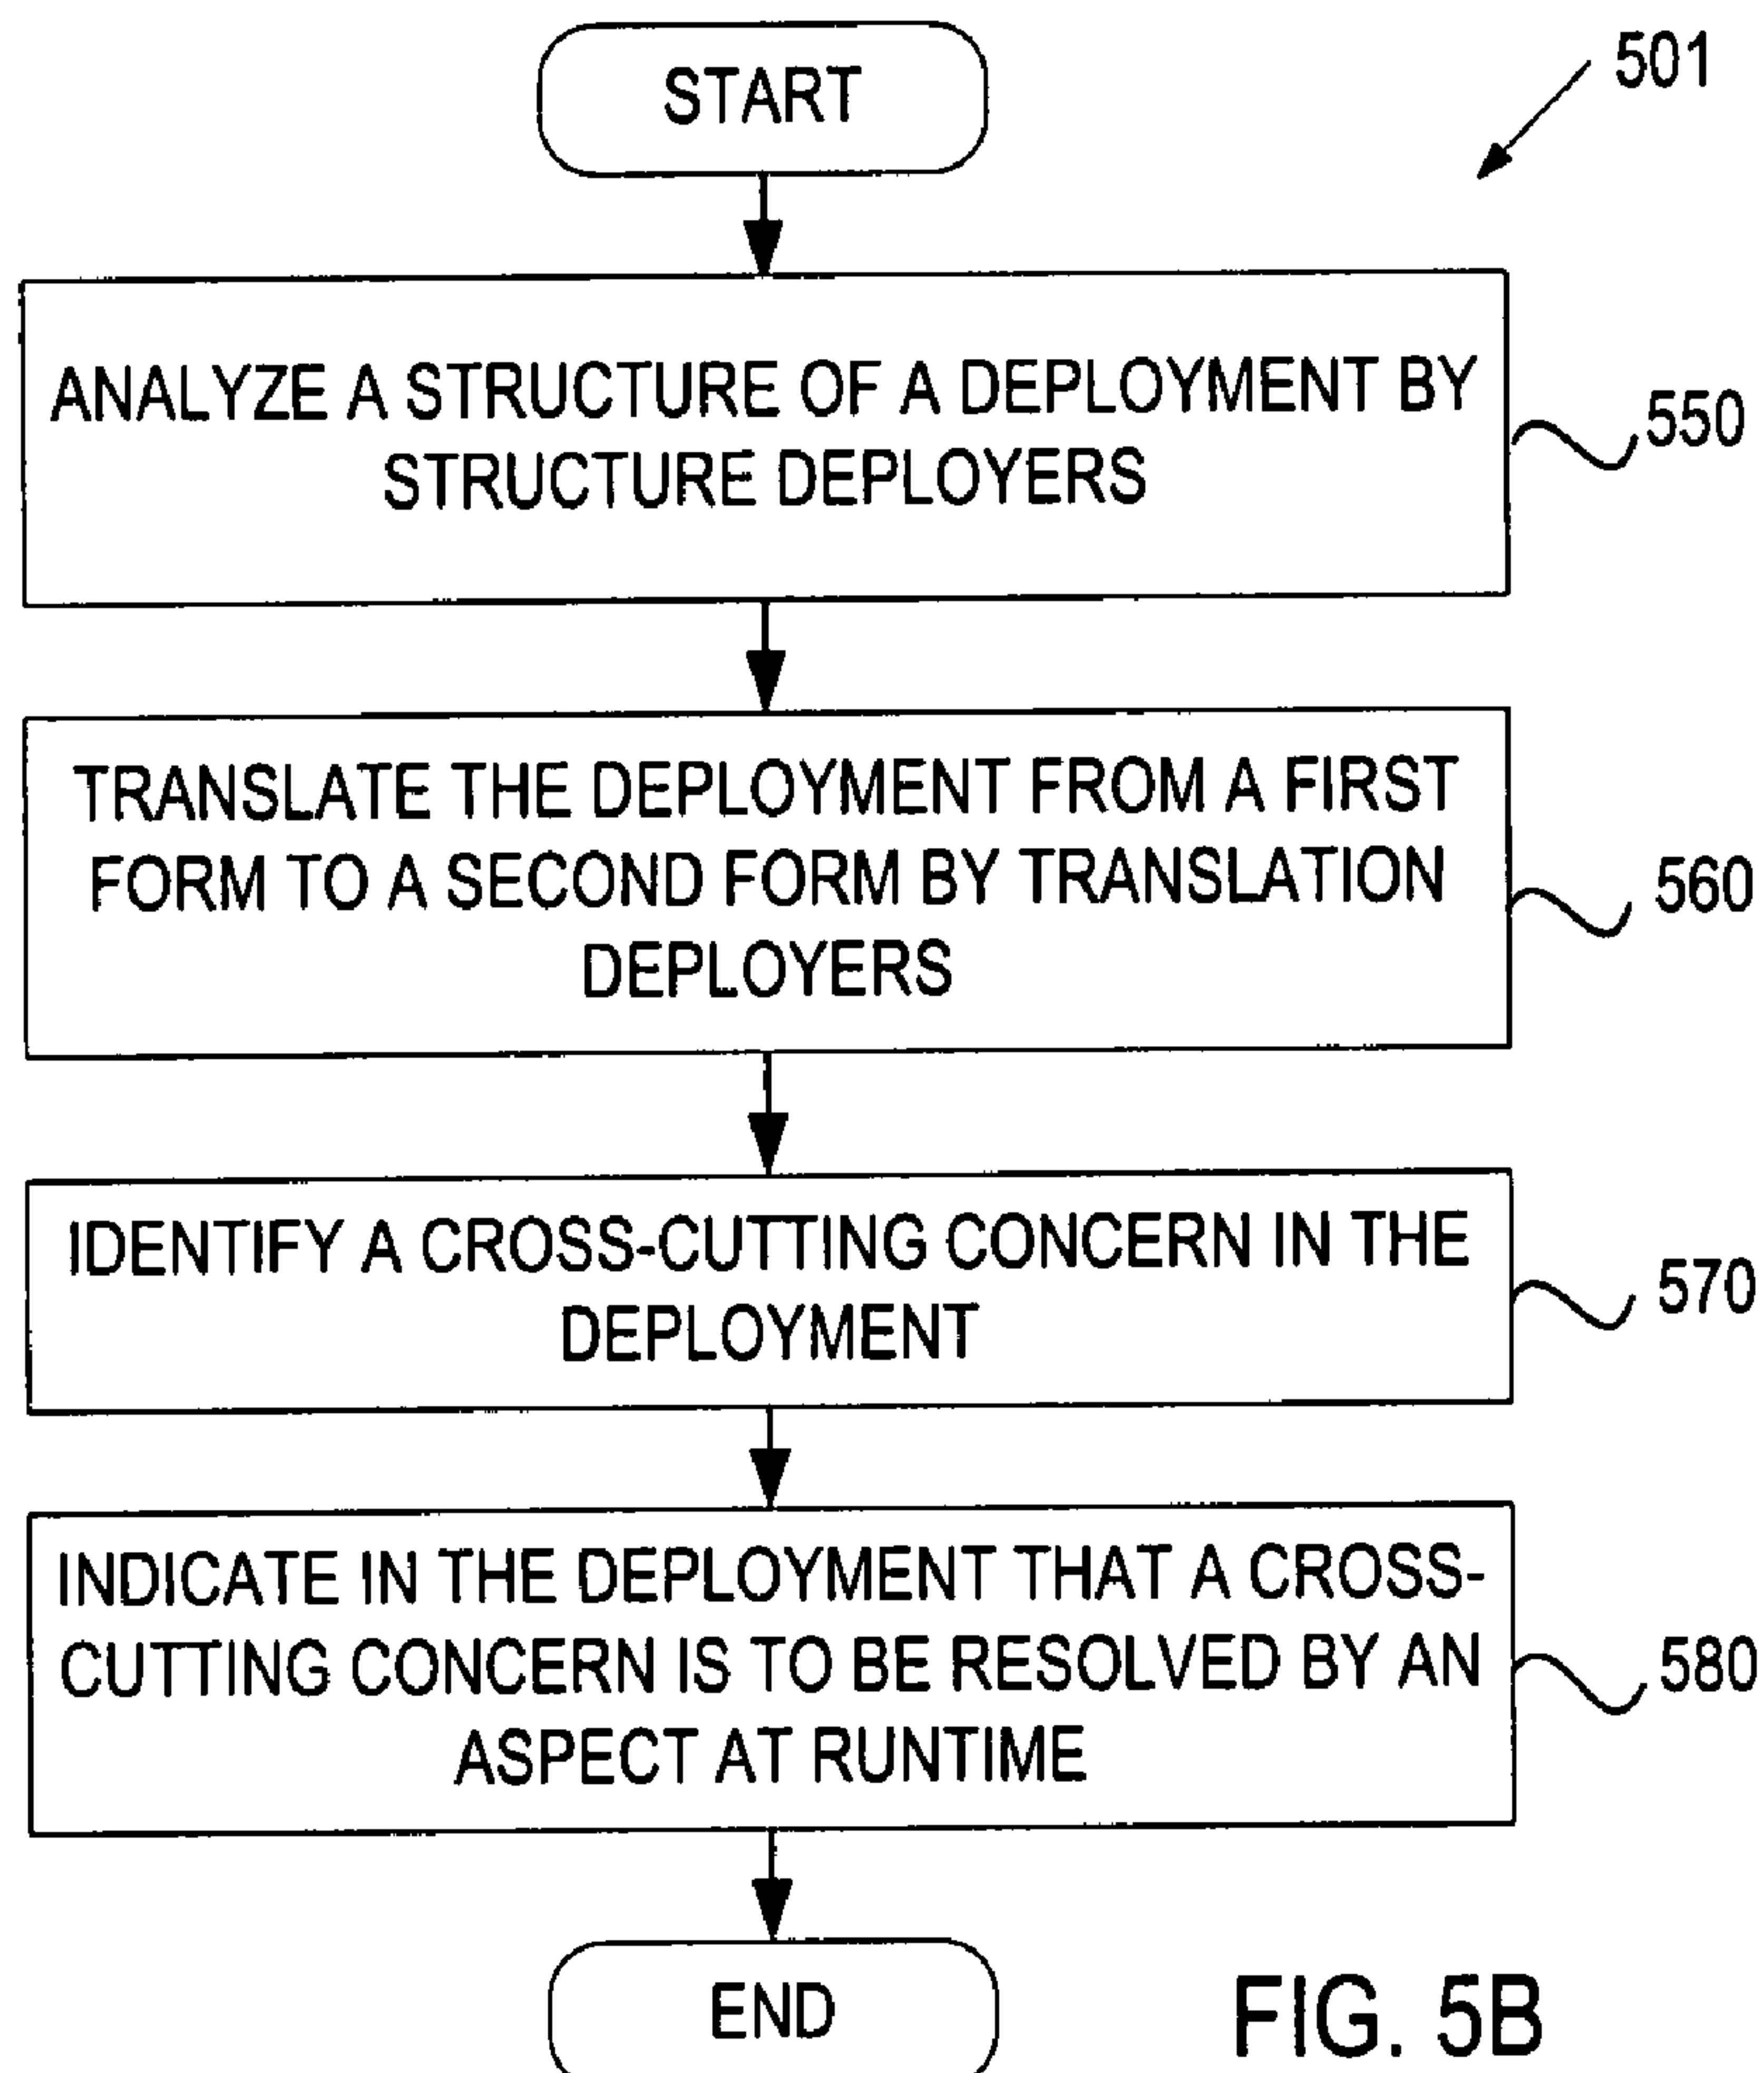 START
501
ANALYZE A STRUCTURE OF A DEPLOYMENT BY
STRUCTURE DEPLOYERS
550
TRANSLATE THE DEPLOYMENT FROM A FIRST
FORM TO A SECOND FORM BY TRANSLATION
DEPLOYERS
560
IDENTIFY A CROSS-CUTTING CONCERN IN THE
DEPLOYMENT
570
INDICATE IN THE DEPLOYMENT THAT A CROSS-
CUTTING CONCERN IS TO BE RESOLVED BY AN
ASPECT AT RUNTIME
580
END
FIG. 5B